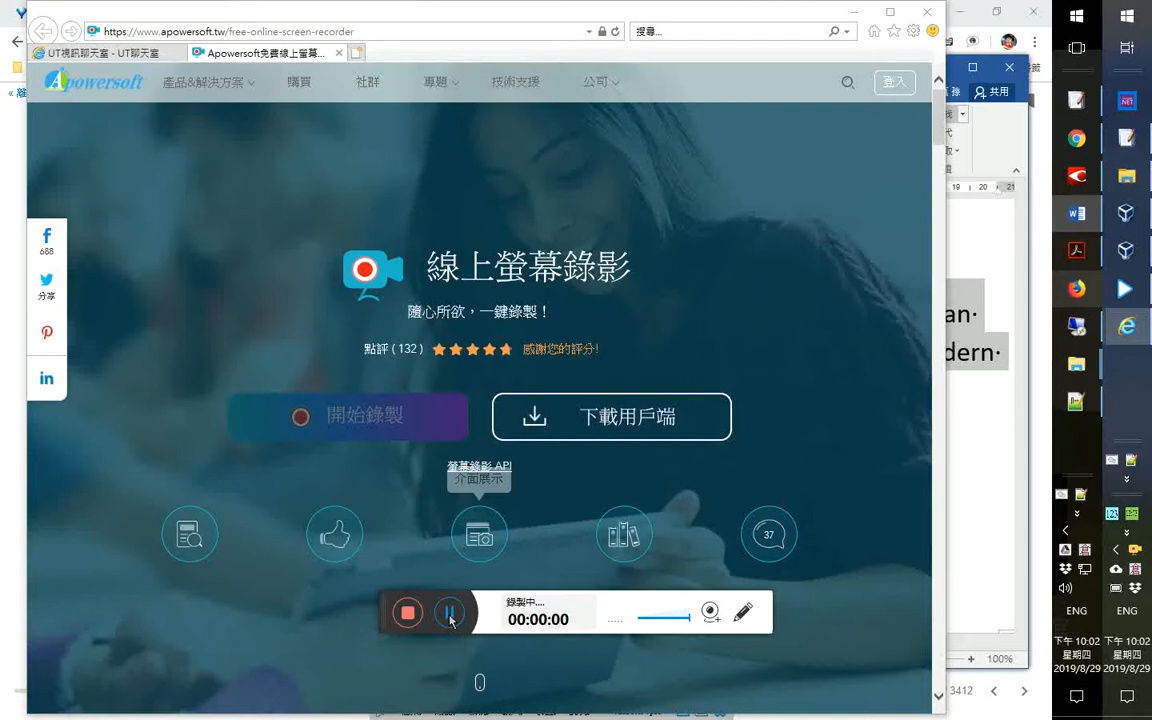 https://www.apowersoft.tw/free-online-screen-recorder
搜尋...
UT視訊聊天室 - UT聊天室
Apowersoft免費線上螢幕...
Apowersoft
產品&解決方案
購買
社群
專題
技術支援
公司
登入
共用
19
20
21
688
分享
線上螢幕錄影
隨心所欲，一鍵錄製！
點評 ( 132 )
感謝您的評分!
開始錄製
下載用戶端
螢幕錄影 API
介面展示
37
錄製中....
00:00:00
an
dern
100%
3412
ENG
ENG
下午 10:02
星期四
2019/8/29
下午 10:02
星期四
2019/8/29